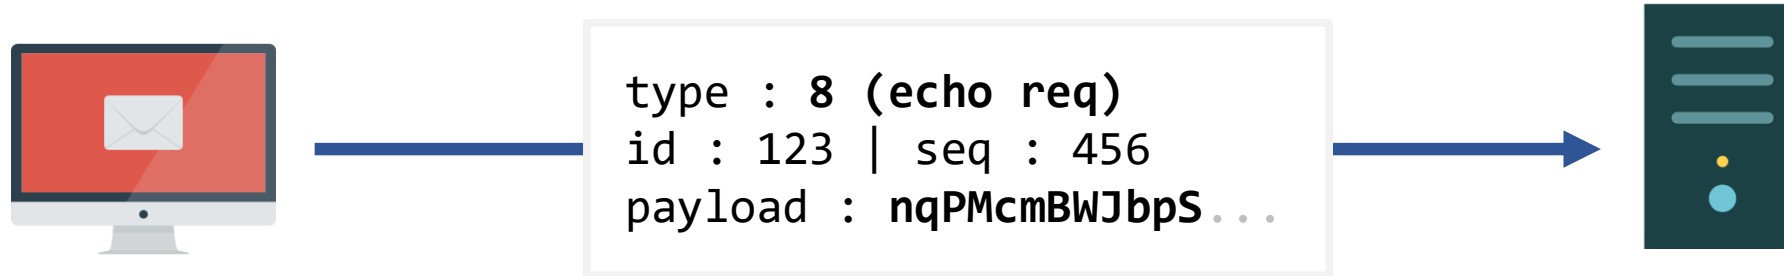 type : 8 (echo req)
id : 123 | seq : 456
payload : nqPMcmBWJbpS...